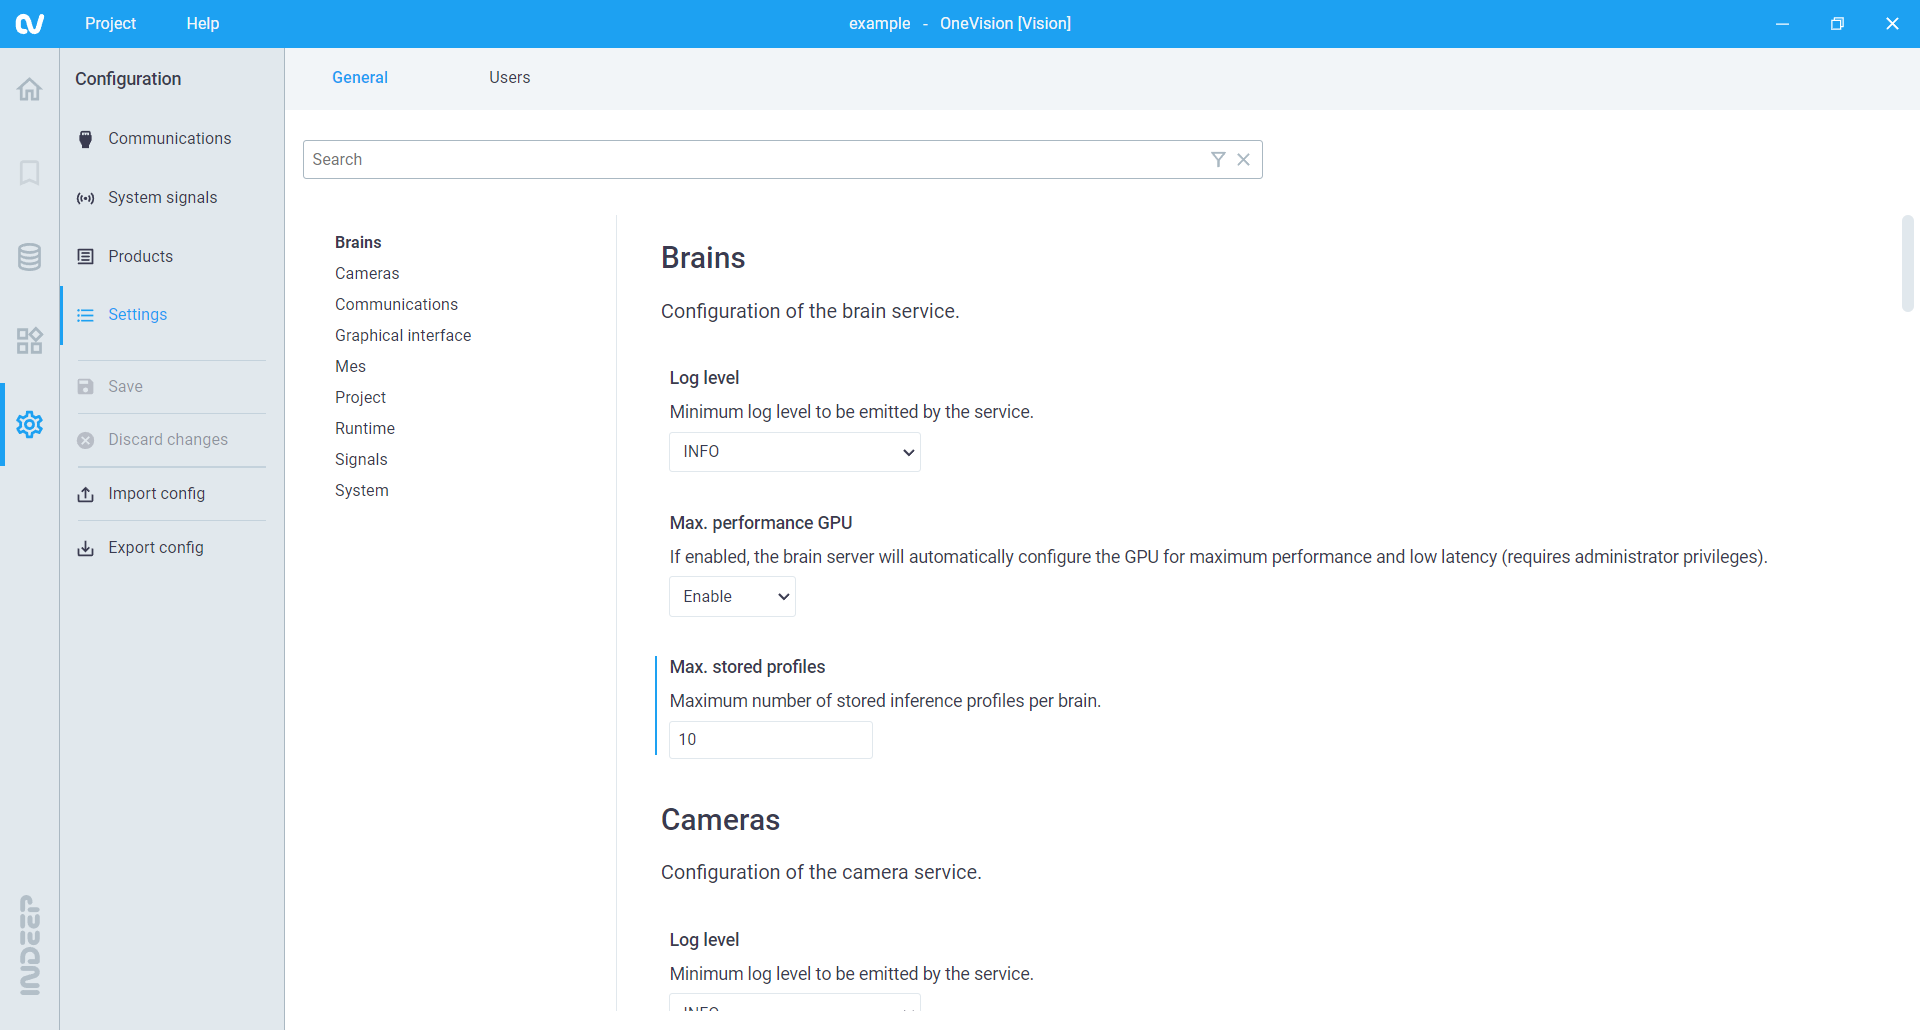 Project
Help
example - OneVision [Vision]
Configuration
Communications
System signals
Products
Settings
Save
Discard changes
Import config
Export config
INDEEP
General
Users
Search
Brains
Cameras
Communications
Graphical interface
Mes
Project
Runtime
Signals
System
Brains
Configuration of the brain service.
Log level
Minimum log level to be emitted by the service.
INFO
Max. performance GPU
If enabled, the brain server will automatically configure the GPU for maximum performance and low latency (requires administrator privileges).
Enable
Max. stored profiles
Maximum number of stored inference profiles per brain.
10
Cameras
Configuration of the camera service.
Log level
Minimum log level to be emitted by the service.
INFO